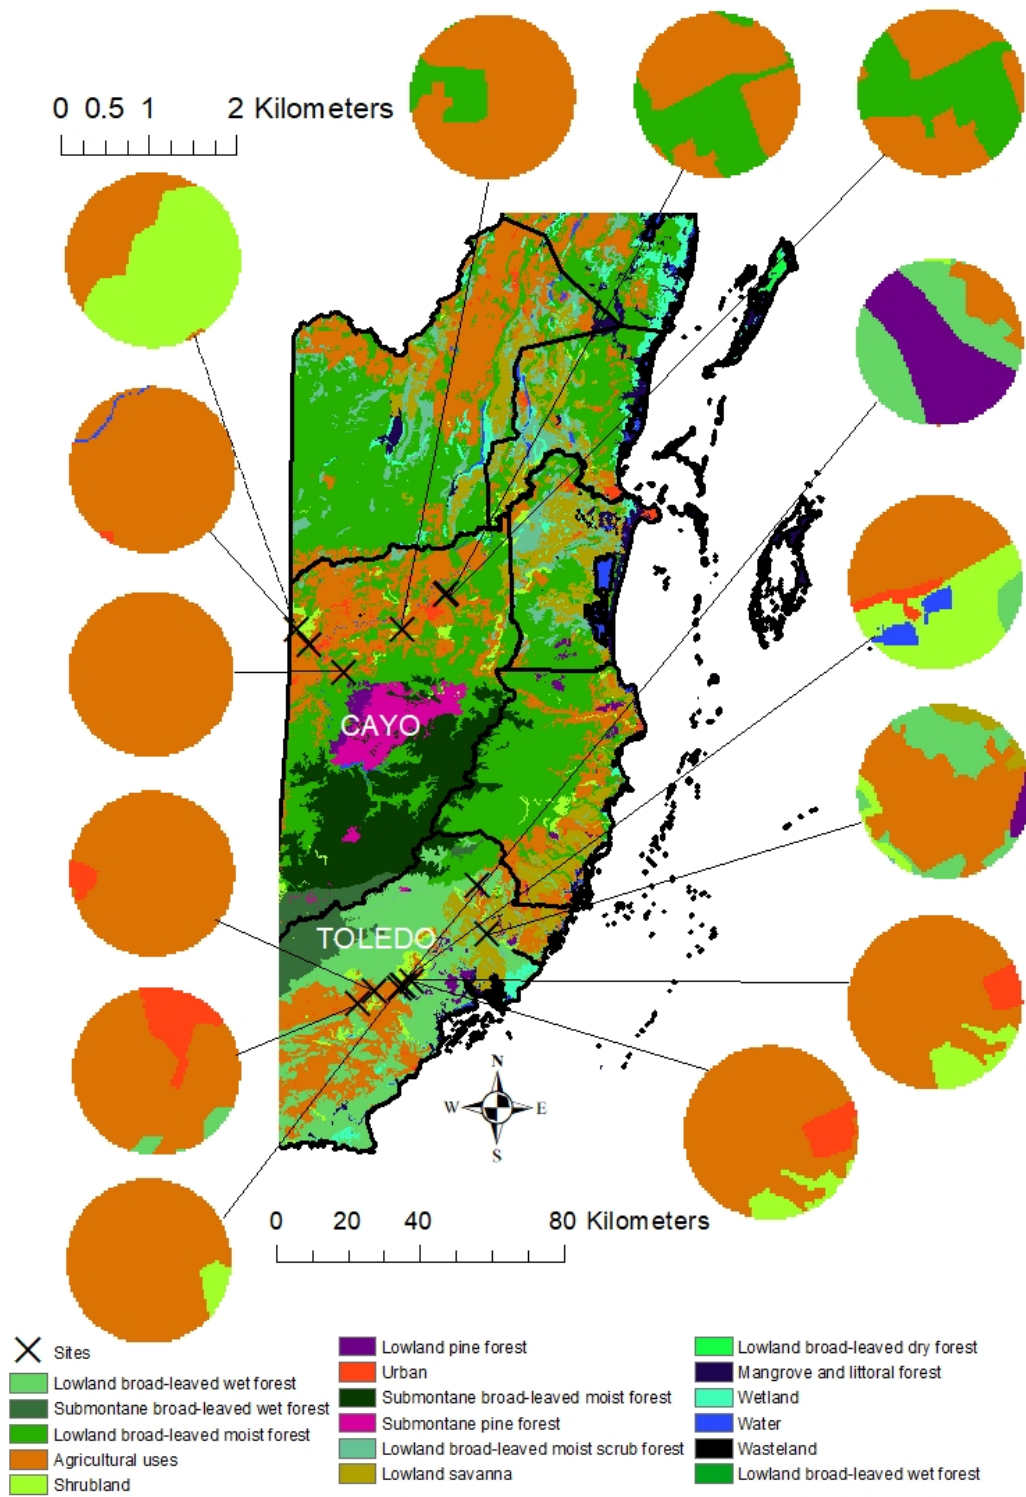 0 0.5 1 2 Kilometers
CAYO
TOLEDO
N
W E
S
0 20 40 80 Kilometers
Sites
Lowland broad-leaved wet forest
Submontane broad-leaved wet forest
Lowland broad-leaved moist forest
Agricultural uses
Shrubland
Lowland pine forest
Urban
Submontane broad-leaved moist forest
Submontane pine forest
Lowland broad-leaved moist scrub forest
Lowland savanna
Lowland broad-leaved dry forest
Mangrove and littoral forest
Wetland
Water
Wasteland
Lowland broad-leaved wet forest